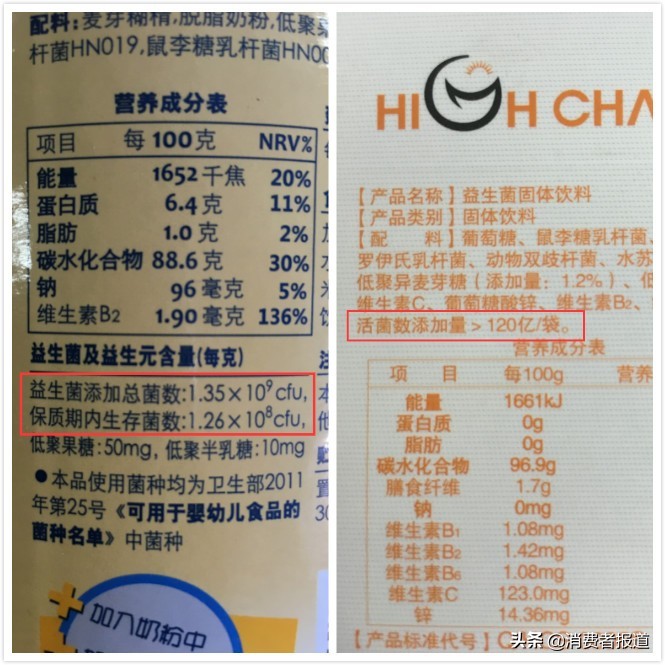 配料:麦芽糊精,脱脂奶粉,低聚
杆菌HN019,鼠李糖乳杆菌HN00
营养成分表
项目 每100克 NRV%
能量 1652千焦 20%
蛋白质 6.4克 11%
脂肪 1.0克 2%
碳水化合物 88.6克 30%
钠 96毫克 5%
维生素B2 1.90毫克 136%
益生菌及益生元含量(每克)
益生菌添加总菌数:1.35×10⁹cfu,
保质期内生存菌数:1.26×10⁸cfu,
低聚果糖:50mg,低聚半乳糖:10mg
●本品使用菌种均为卫生部2011
年第25号《可用于婴幼儿食品的
菌种名单》中菌种
加入奶粉中
HIGH CHA
【产品名称】益生菌固体饮料
【产品类别】固体饮料
【配 料】葡萄糖、鼠李糖乳杆菌、
罗伊氏乳杆菌、动物双歧杆菌、水苏
低聚异麦芽糖(添加量:1.2%)、低
维生素C、葡萄糖酸锌、维生素B₂、
活菌数添加量>120亿/袋。
营养成分表
项 目 每100g 营养
能量 1661kJ
蛋白质 0g
脂肪 0g
碳水化合物 96.9g
膳食纤维 1.7g
钠 0mg
维生素B₁ 1.08mg
维生素B₂ 1.42mg
维生素B₆ 1.08mg
维生素C 123.0mg
锌 14.36mg
【产品标准代号】Q
头条 @消费者报道